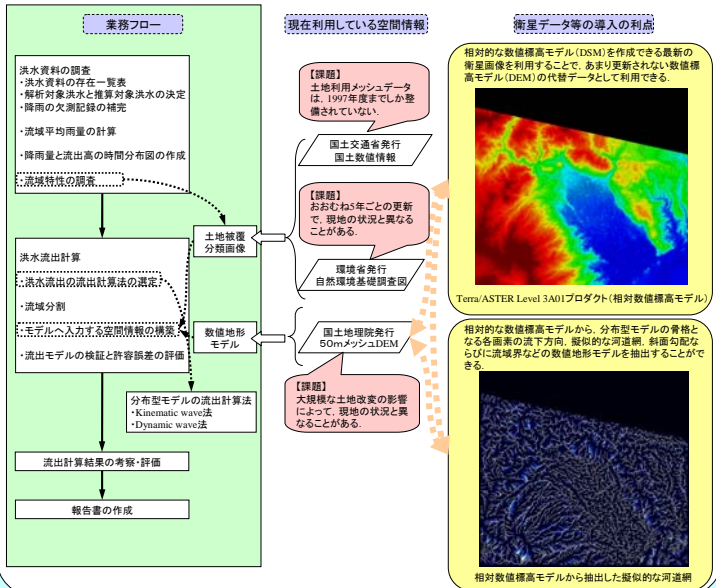 業務フロー
洪水資料の調査
・洪水資料の存在一覧表
・解析対象洪水と推算対象洪水の決定
・降雨の欠測記録の補完
・流域平均雨量の計算
・降雨量と流出高の時間分布図の作成
・流域特性の調査
洪水流出計算
・洪水流出の流出計算法の選定
・流域分割
・モデルへ入力する空間情報の構築
・流出モデルの検証と許容誤差の評価
分布型モデルの流出計算法
・Kinematic wave法
・Dynamic wave法
流出計算結果の考察・評価
報告書の作成
土地被覆
分類画像
数値地形
モデル
現在利用している空間情報
【課題】
土地利用メッシュデータ
は，1997年度までしか整
備されていない．
国土交通省発行
国土数値情報
【課題】
おおむね5年ごとの更新
で，現地の状況と異なる
ことがある．
環境省発行
自然環境基礎調査図
国土地理院発行
50mメッシュDEM
【課題】
大規模な土地改変の影響
によって，現地の状況と異
なることがある．
衛星データ等の導入の利点
相対的な数値標高モデル（DSM）を作成できる最新の
衛星画像を利用することで，あまり更新されない数値標
高モデル（DEM）の代替データとして利用できる．
Terra/ASTER Level 3A01プロダクト（相対数値標高モデル）
相対的な数値標高モデルから，分布型モデルの骨格と
なる各画素の流下方向，擬似的な河道網，斜面勾配な
らびに流域界などの数値地形モデルを抽出することがで
きる．
相対数値標高モデルから抽出した擬似的な河道網